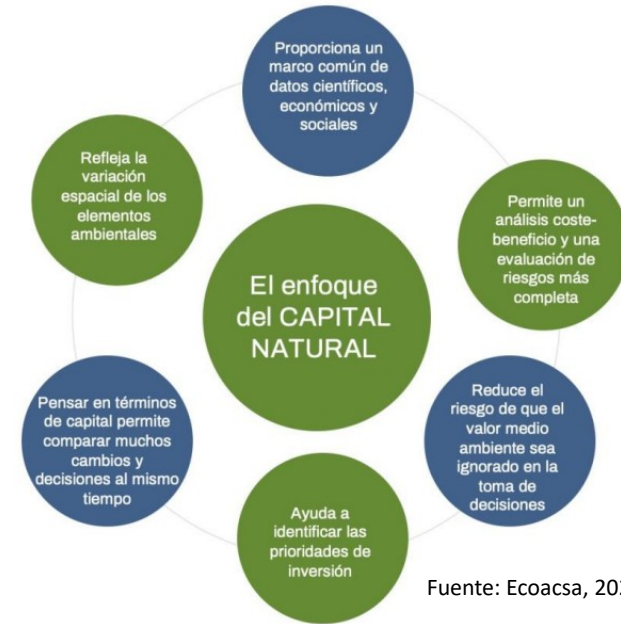 Proporciona un
marco común de
datos científicos,
económicos y
sociales
Refleja la
variación
espacial de los
elementos
ambientales
Permite un
análisis coste-
beneficio y una
evaluación de
riesgos más
completa
El enfoque
del CAPITAL
NATURAL
Pensar en términos
de capital permite
comparar muchos
cambios y
decisiones al mismo
tiempo
Reduce el
riesgo de que el
valor medio
ambiente sea
ignorado en la
toma de
decisiones
Ayuda a
identificar las
prioridades de
inversión
Fuente: Ecoacsa,